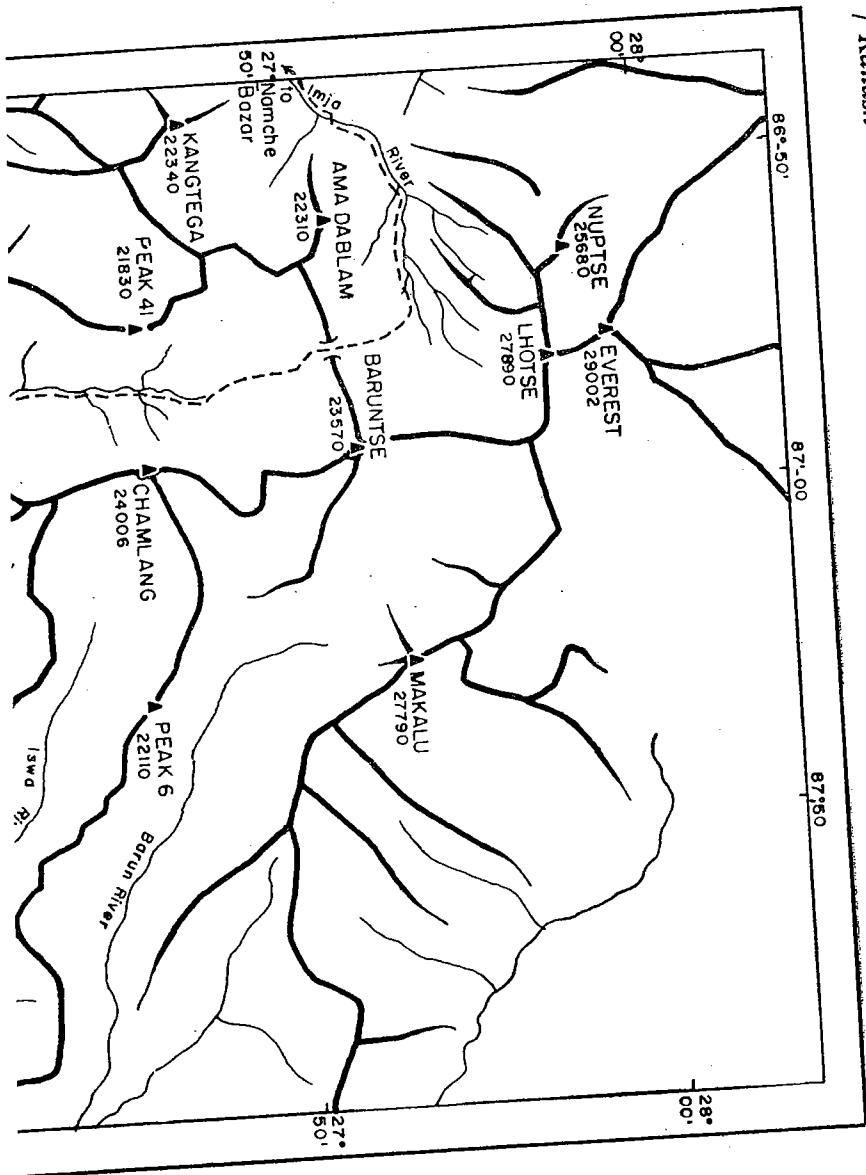 86°-50'
87°-00
87°50
28°
00'
28°
00'
27°
50'
27°
50'
to
Namche
Bazar
Imja
River
NUPTSE
25680
EVEREST
29002
LHOTSE
27890
AMA DABLAM
22310
KANGTEGA
22340
PEAK 41
21830
BARUNTSE
23570
MAKALU
27790
CHAMLANG
24006
PEAK 6
22110
Barun River
Iswa Ri.